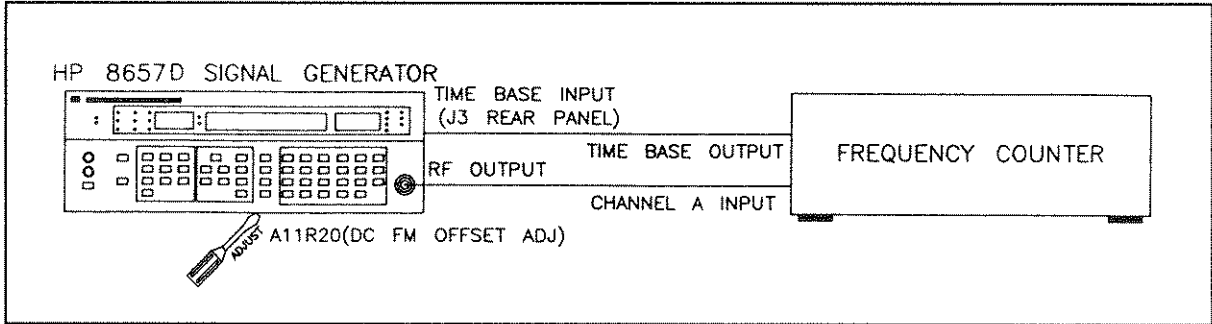 HP 8657D SIGNAL GENERATOR
TIME BASE INPUT
(J3 REAR PANEL)
TIME BASE OUTPUT
RF OUTPUT
CHANNEL A INPUT
FREQUENCY COUNTER
ADJUST
A11R20(DC FM OFFSET ADJ)